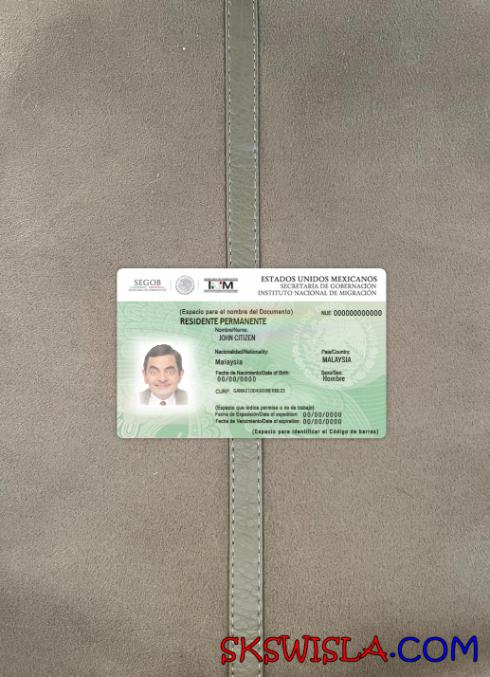 SEGOB
ESTADOS UNIDOS MEXICANOS
SECRETARÍA DE GOBERNACIÓN
INSTITUTO NACIONAL DE MIGRACIÓN
(Espacio para el nombre del Documento)
NUE 000000000000
RESIDENTE PERMANENTE
Nombre/Name:
JOHN CITIZEN
Nacionalidad/Nationality: País/Country:
Malaysia MALAYSIA
Fecha de Nacimiento/Date of Birth: Sexo/Sex:
00/00/0000 Hombre
CURP:
(Espacio que indica permiso o no de trabajo)
Fecha de Expedición/Date of expedition: 00/00/0000
Fecha de Vencimiento/Date of expiration: 00/00/0000
(Espacio para identificar el Código de barras)
SKSWISLA.COM